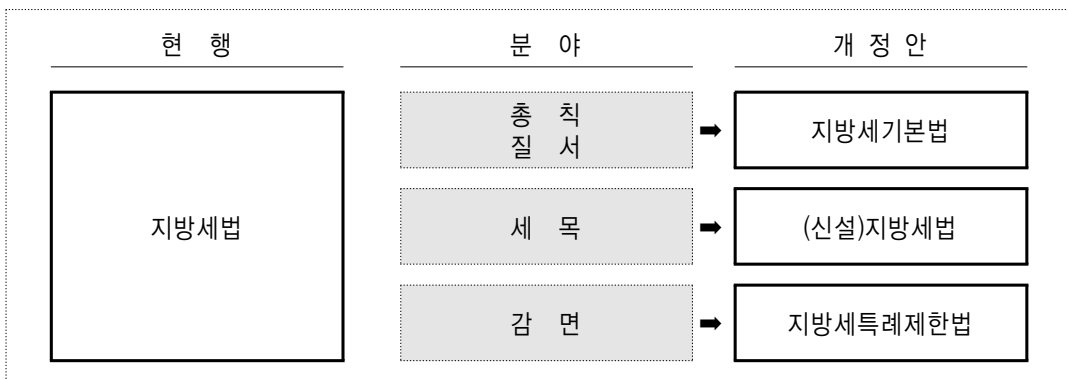 현 행
분 야
개 정 안
지방세법
총 칙
질 서
➡
지방세기본법
세 목
➡
(신설)지방세법
감 면
➡
지방세특례제한법